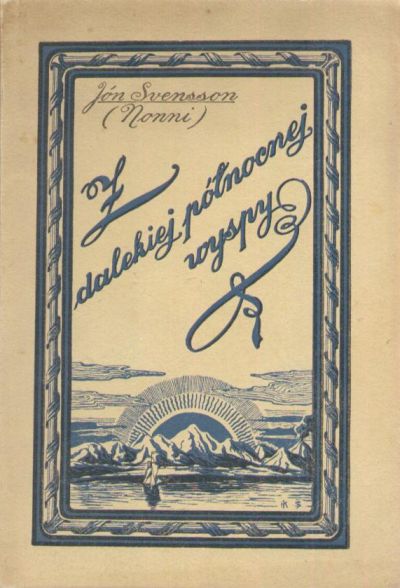 Jón Svensson
(Nonni)
Z
dalekiej, północnej
wyspy